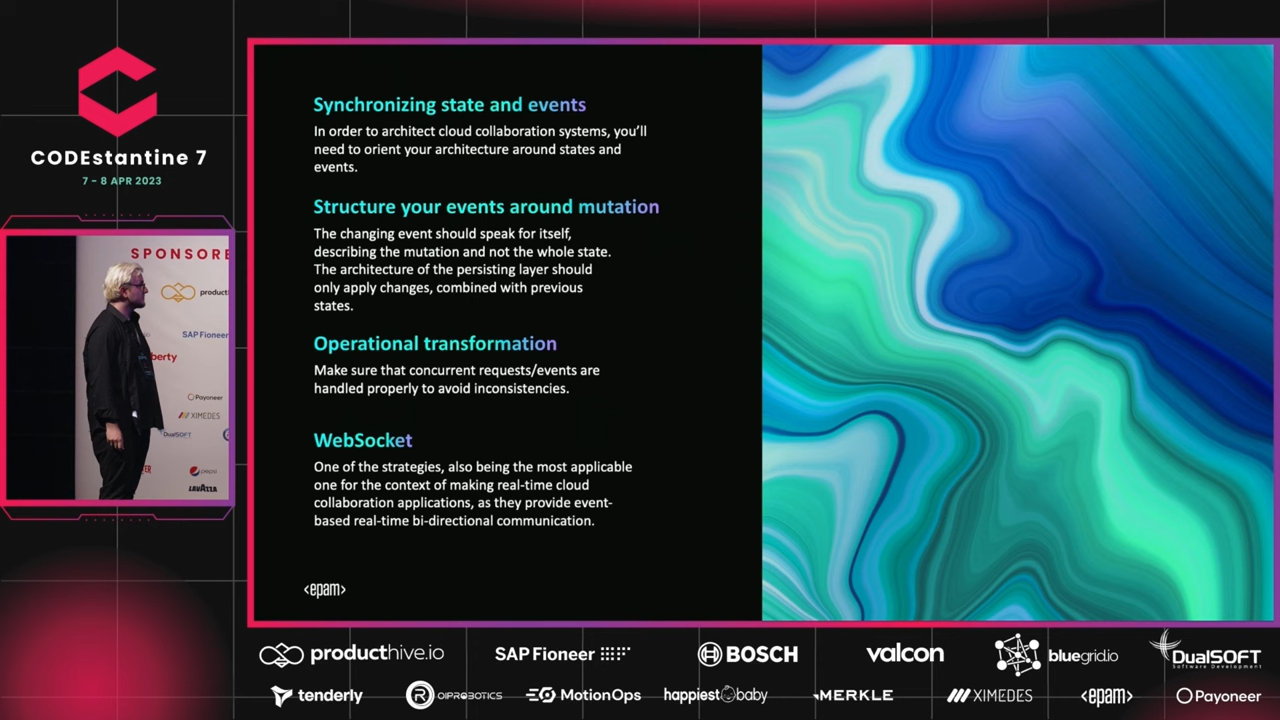 CODEstantine 7
7 - 8 APR 2023
SPONSORE
product
SAP Fioneer
berty
Payoneer
XIMEDES
DualSOFT
pepsi
LAVAZZA
Synchronizing state and events
In order to architect cloud collaboration systems, you'll
need to orient your architecture around states and
events.
Structure your events around mutation
The changing event should speak for itself,
describing the mutation and not the whole state.
The architecture of the persisting layer should
only apply changes, combined with previous
states.
Operational transformation
Make sure that concurrent requests/events are
handled properly to avoid inconsistencies.
WebSocket
One of the strategies, also being the most applicable
one for the context of making real-time cloud
collaboration applications, as they provide event-
based real-time bi-directional communication.
<epam>
producthive.io
SAP Fioneer
BOSCH
valcon
bluegrid.io
DualSOFT
Software Development
tenderly
ROIPROBOTICS
MotionOps
happiest baby
MERKLE
XIMEDES
<epam>
Payoneer